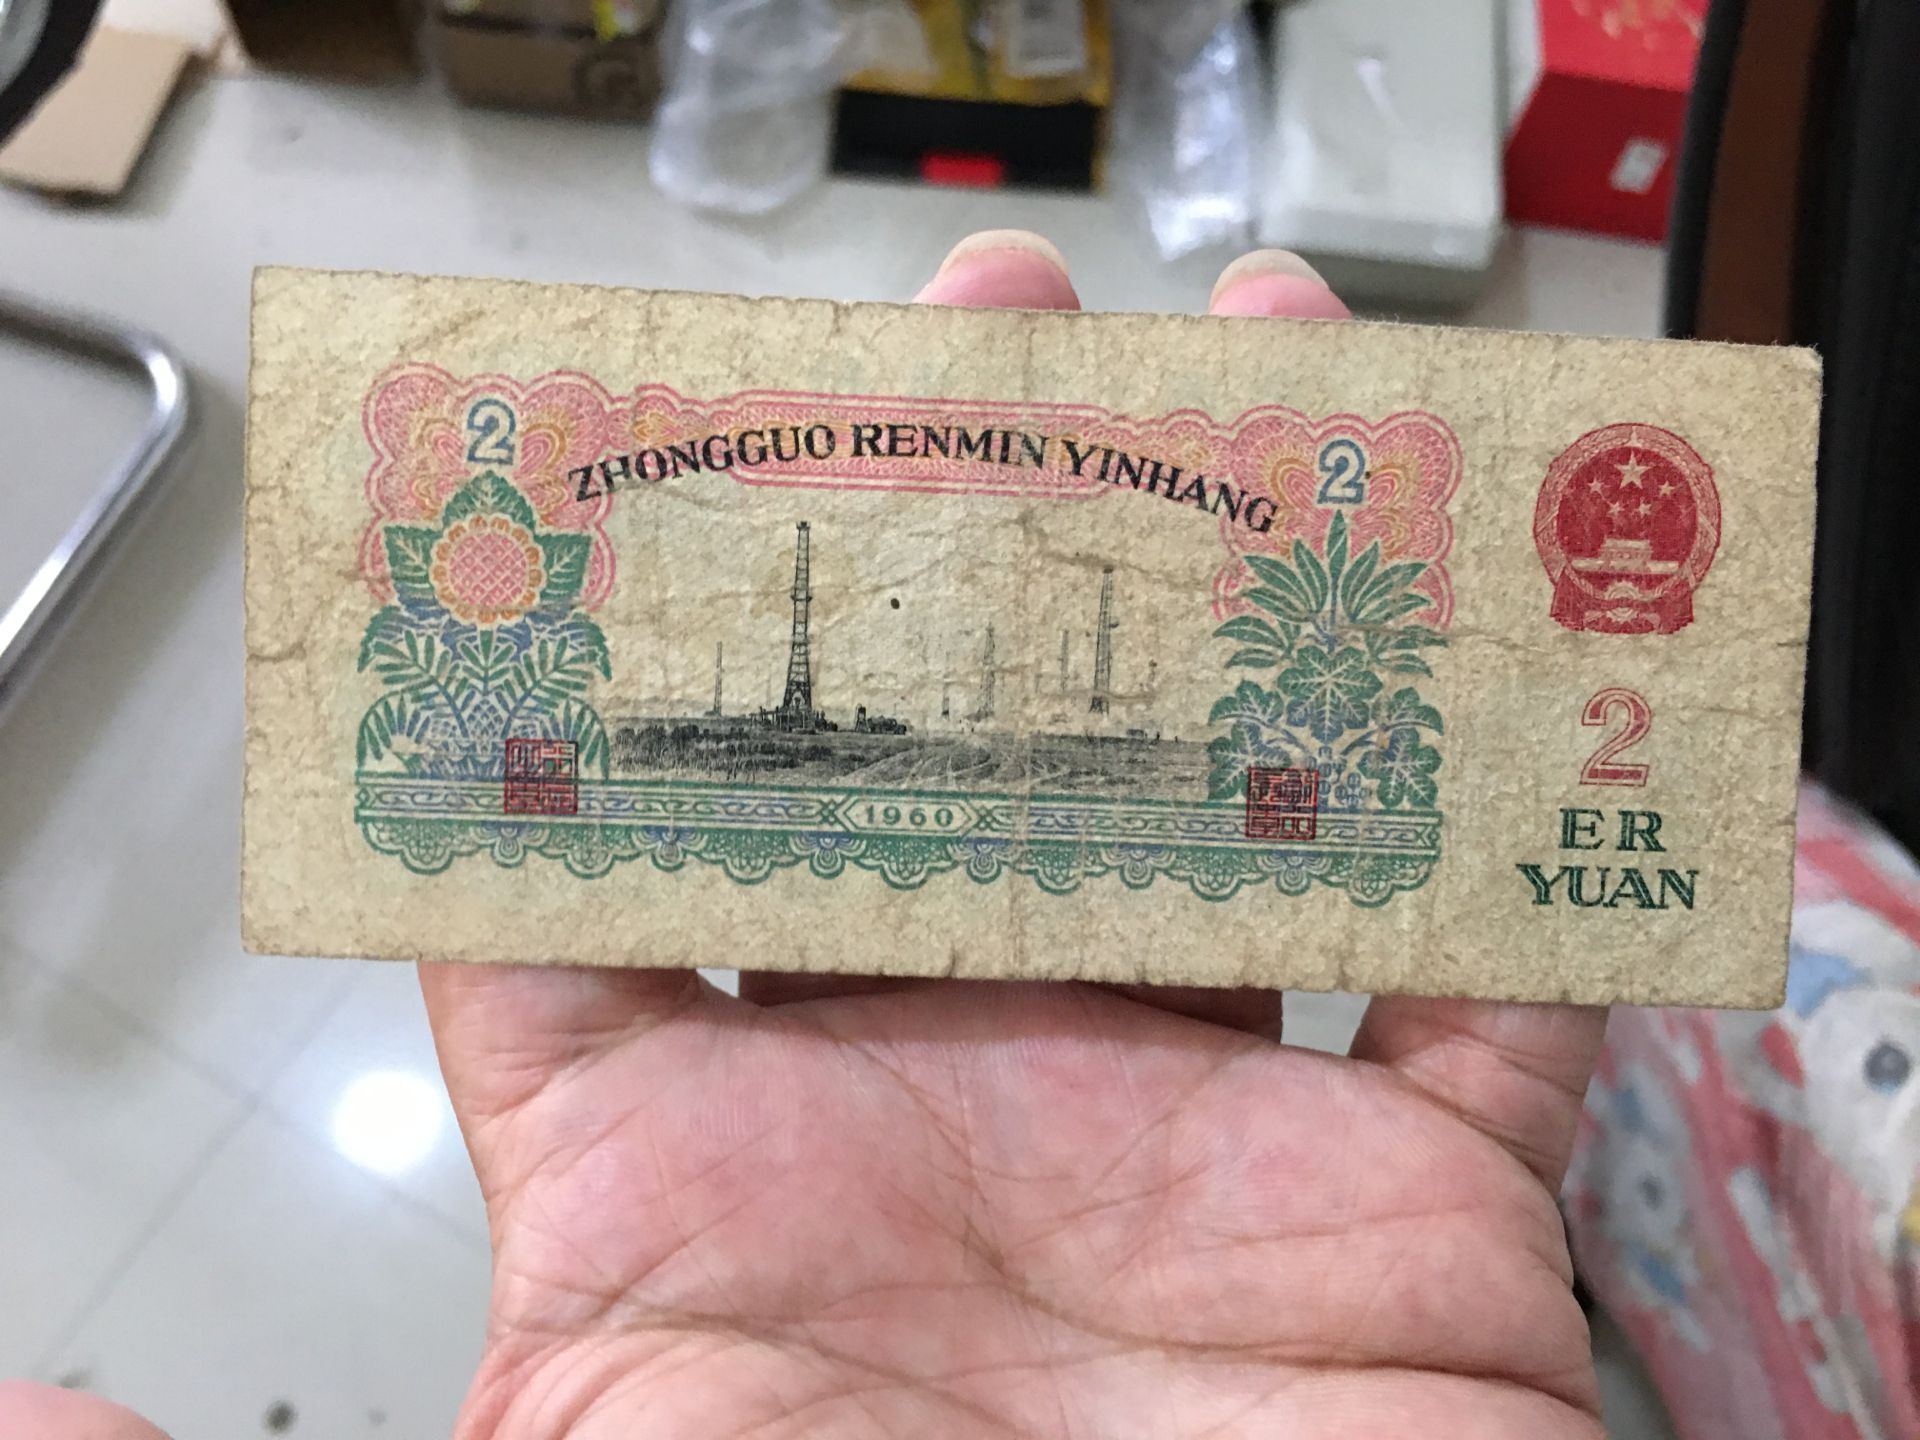 2
2
ZHONGGUO RENMIN YINHANG
1960
2
ER
YUAN